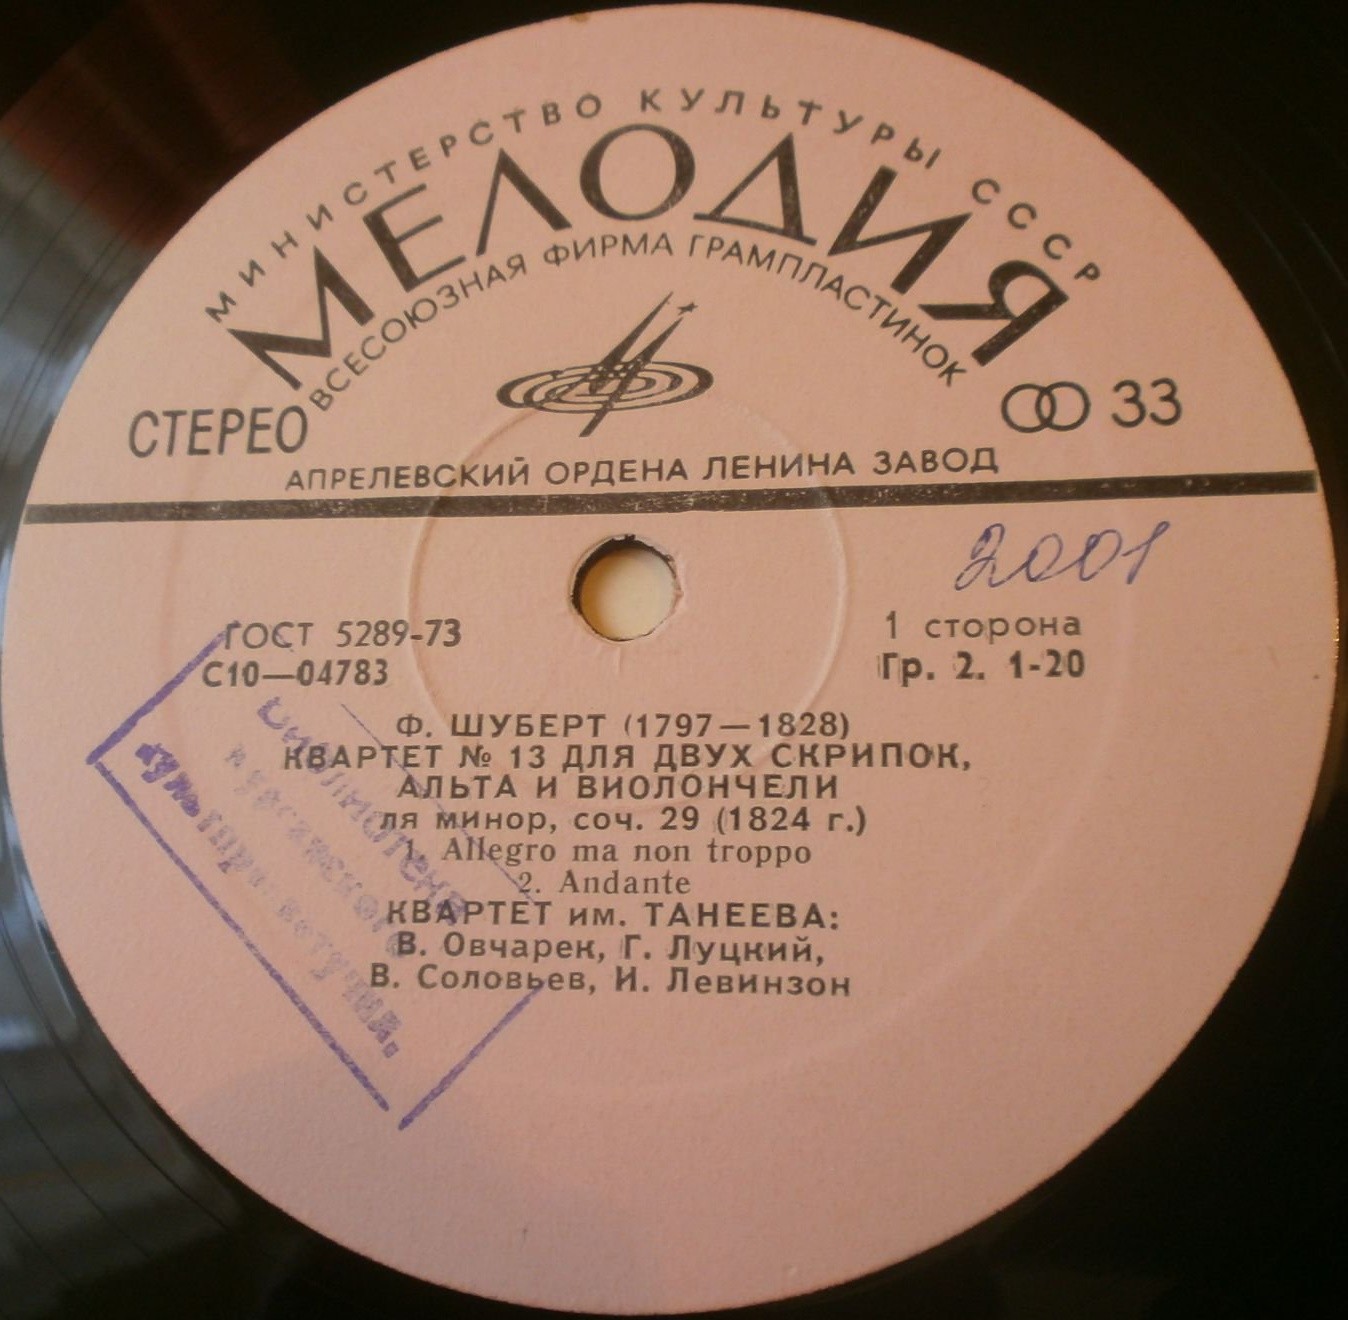 МИНИСТЕРСТВО КУЛЬТУРЫ СССР
МЕЛОДИЯ
ВСЕСОЮЗНАЯ ФИРМА ГРАМПЛАСТИНОК
СТЕРЕО
33
АПРЕЛЕВСКИЙ ОРДЕНА ЛЕНИНА ЗАВОД
2001
ГОСТ 5289-73
1 сторона
С10—04783
Гр. 2. 1-20
Ф. ШУБЕРТ (1797—1828)
КВАРТЕТ № 13 ДЛЯ ДВУХ СКРИПОК,
АЛЬТА И ВИОЛОНЧЕЛИ
ля минор, соч. 29 (1824 г.)
1. Allegro ma non troppo
2. Andante
КВАРТЕТ им. ТАНЕЕВА:
В. Овчарек, Г. Луцкий,
В. Соловьев, И. Левинзон
Библиотека